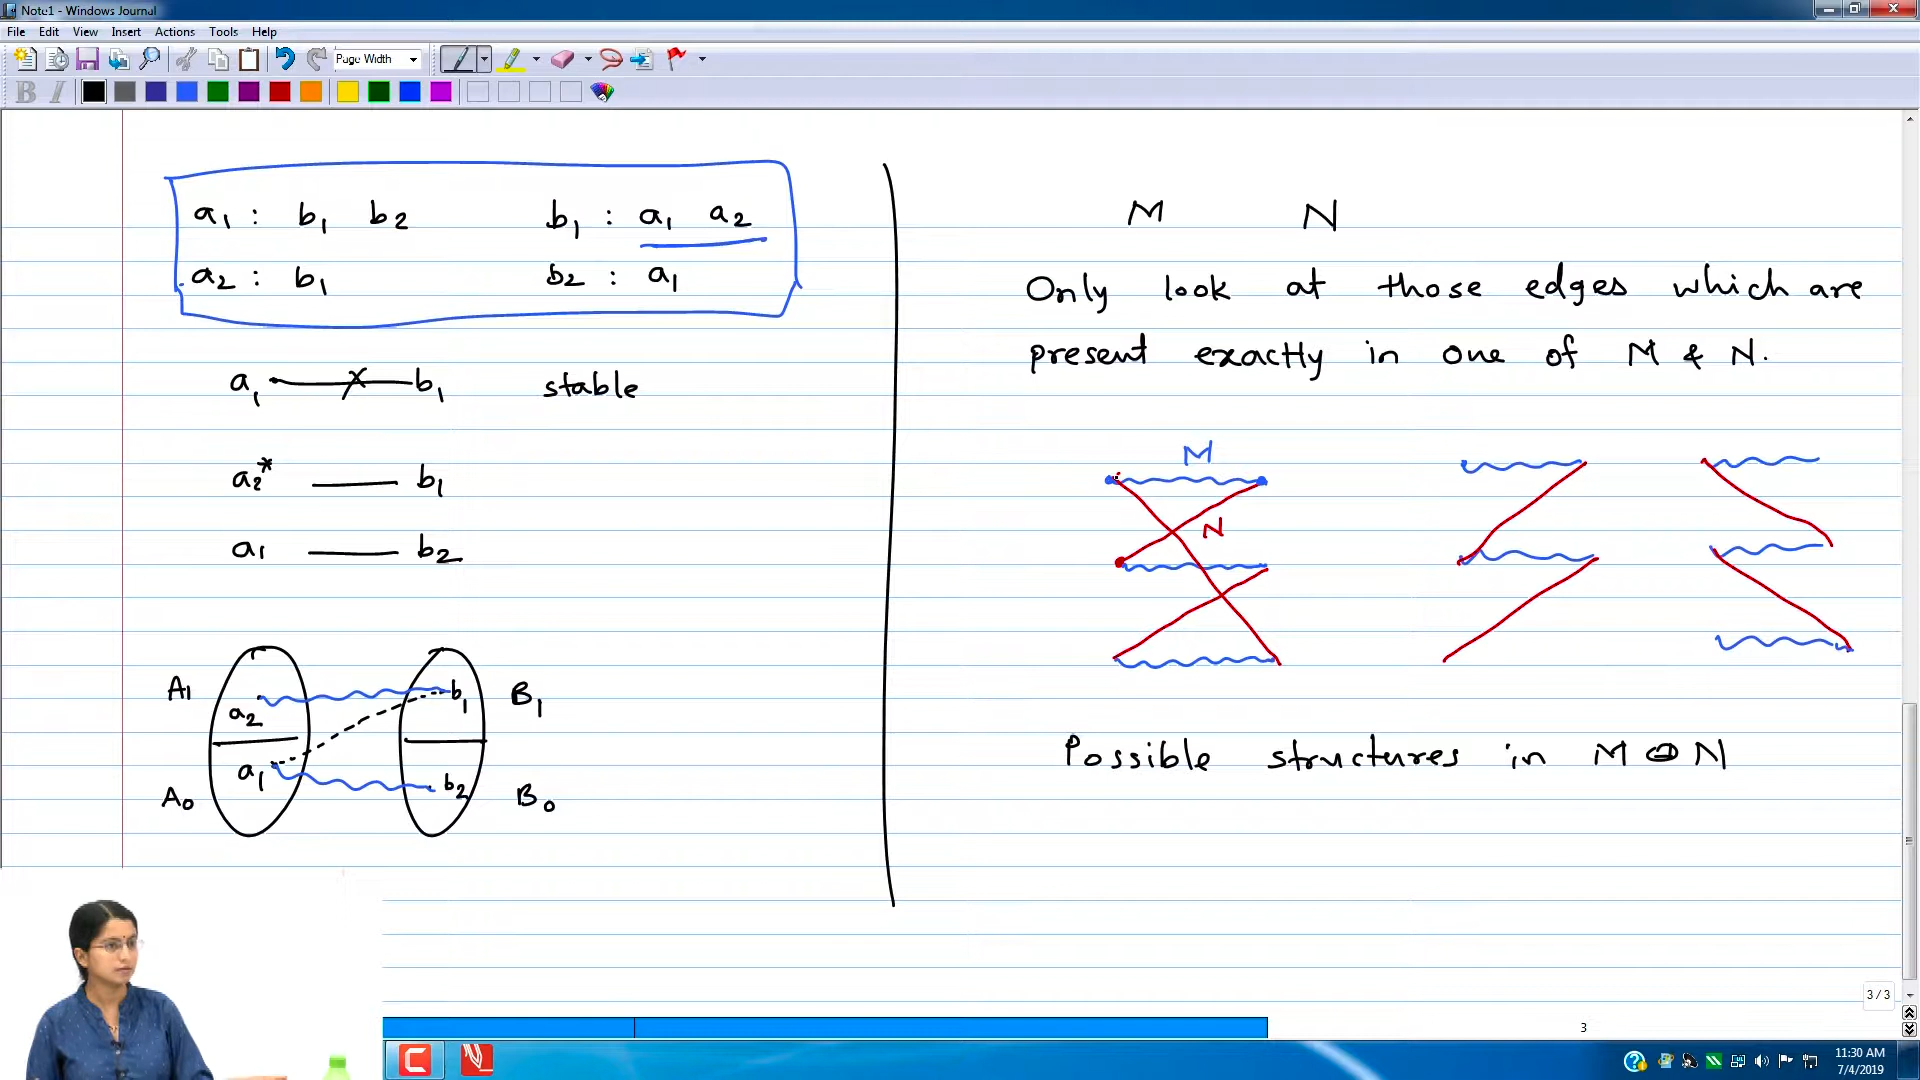 Note1 - Windows Journal
File Edit View Insert Actions Tools Help
Page Width
B I
a1 : b1 b2 b1 : a1 a2
a2 : b1 b2 : a1
a1 b1 stable
a2* b1
a1 b2
A1 a2 b1 B1
A0 a1 b2 B0
M N
Only look at those edges which are
present exactly in one of M & N.
M
N
Possible structures in M ⊖ N
3 / 3
3
11:30 AM
7/4/2019